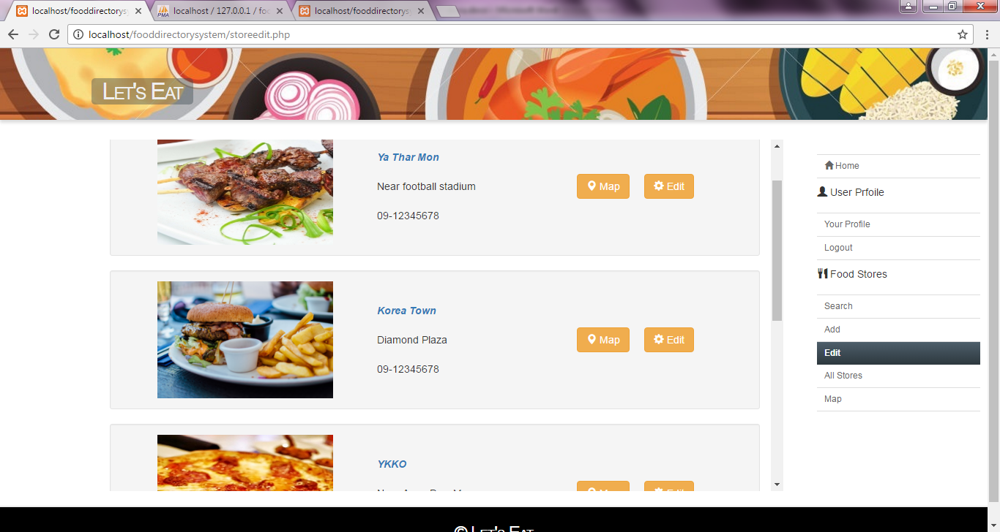 localhost/fooddirectorys
localhost / 127.0.0.1 / foo
localhost/fooddirectorys
localhost/fooddirectorysystem/storeedit.php
LET'S EAT
Ya Thar Mon
Near football stadium
Map
Edit
09-12345678
Korea Town
Diamond Plaza
Map
Edit
09-12345678
YKKO
Home
User Prfoile
Your Profile
Logout
Food Stores
Search
Add
Edit
All Stores
Map
© LET'S EAT